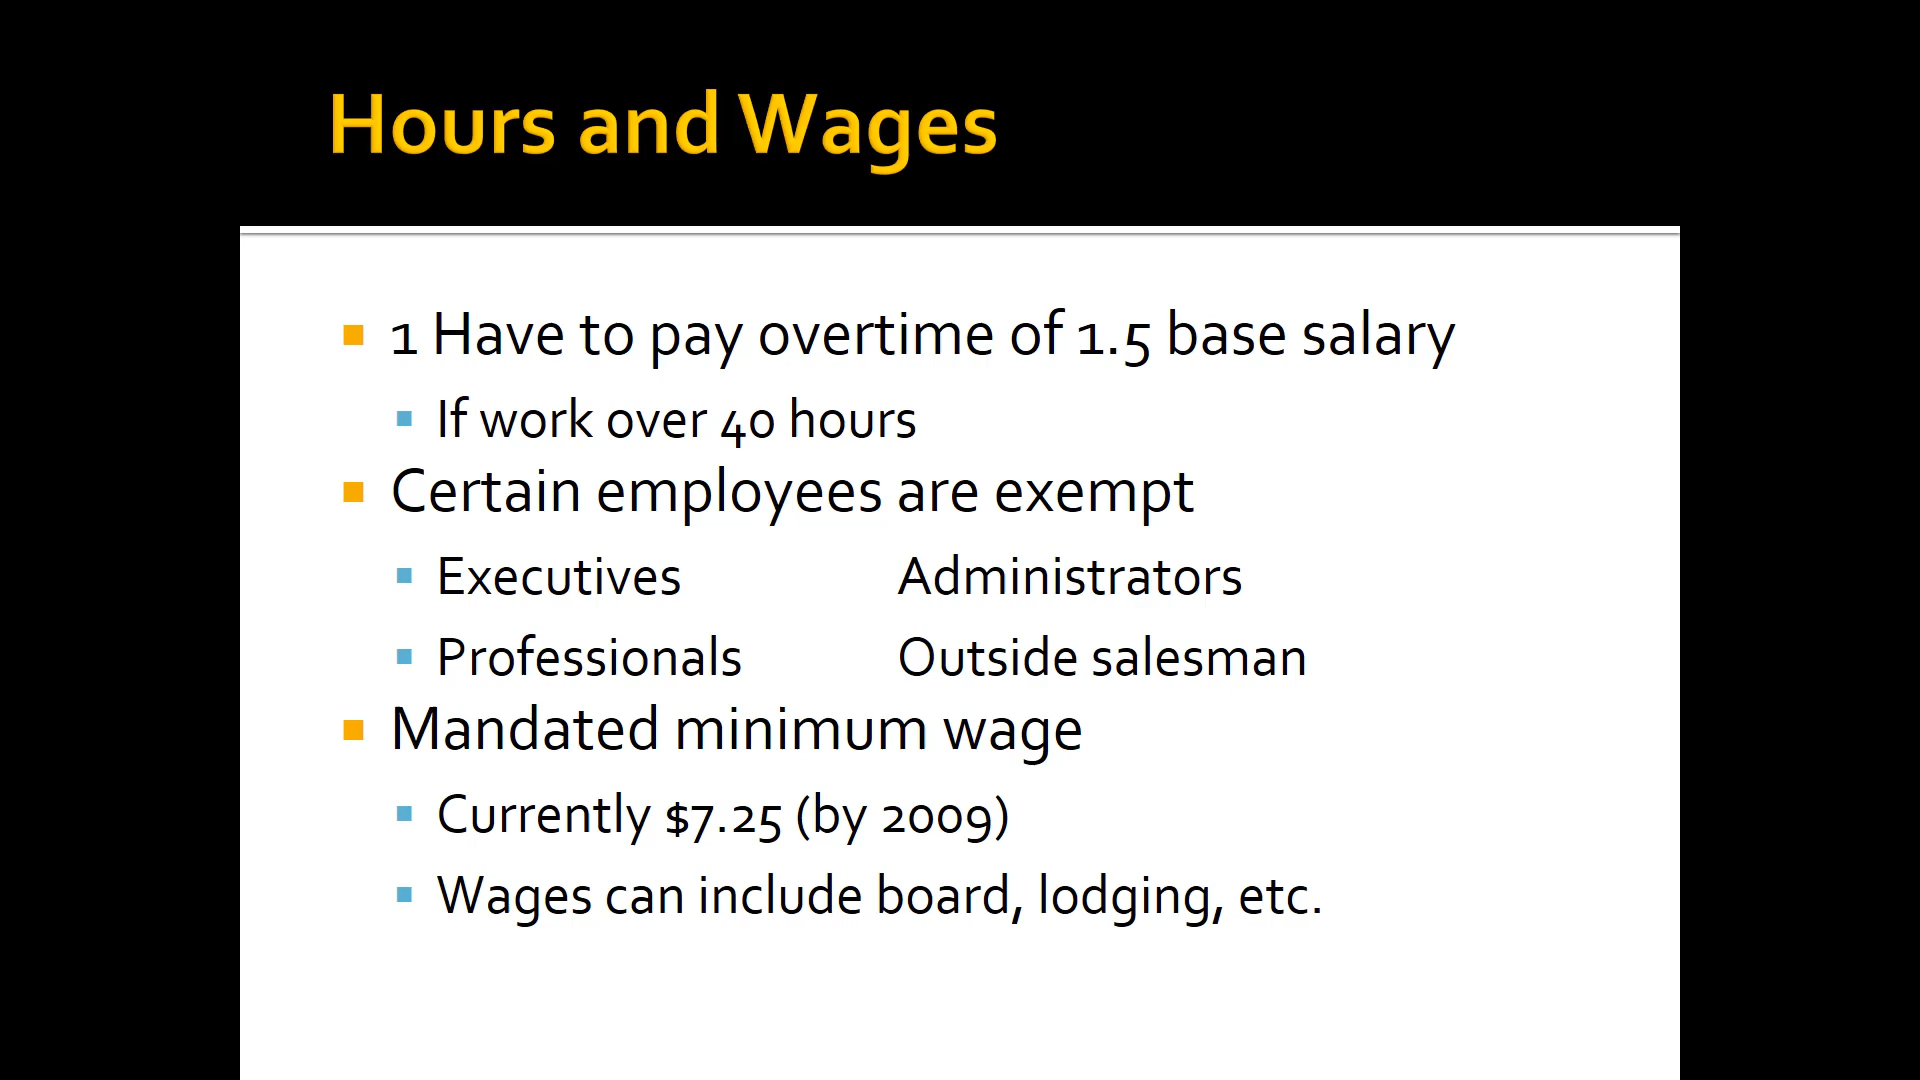 Hours and Wages
1 Have to pay overtime of 1.5 base salary
If work over 40 hours
Certain employees are exempt
Executives Administrators
Professionals Outside salesman
Mandated minimum wage
Currently $7.25 (by 2009)
Wages can include board, lodging, etc.